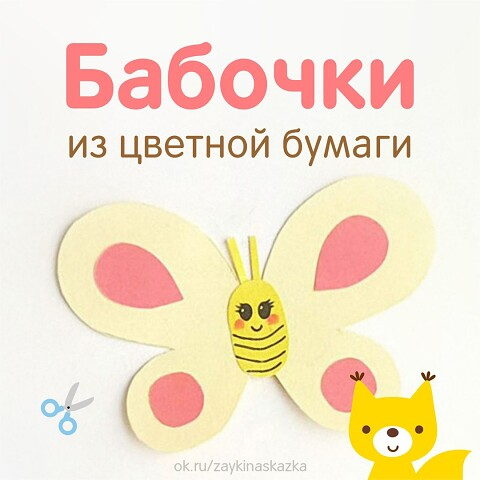 Бабочки
из цветной бумаги
ok.ru/zaykinaskazka